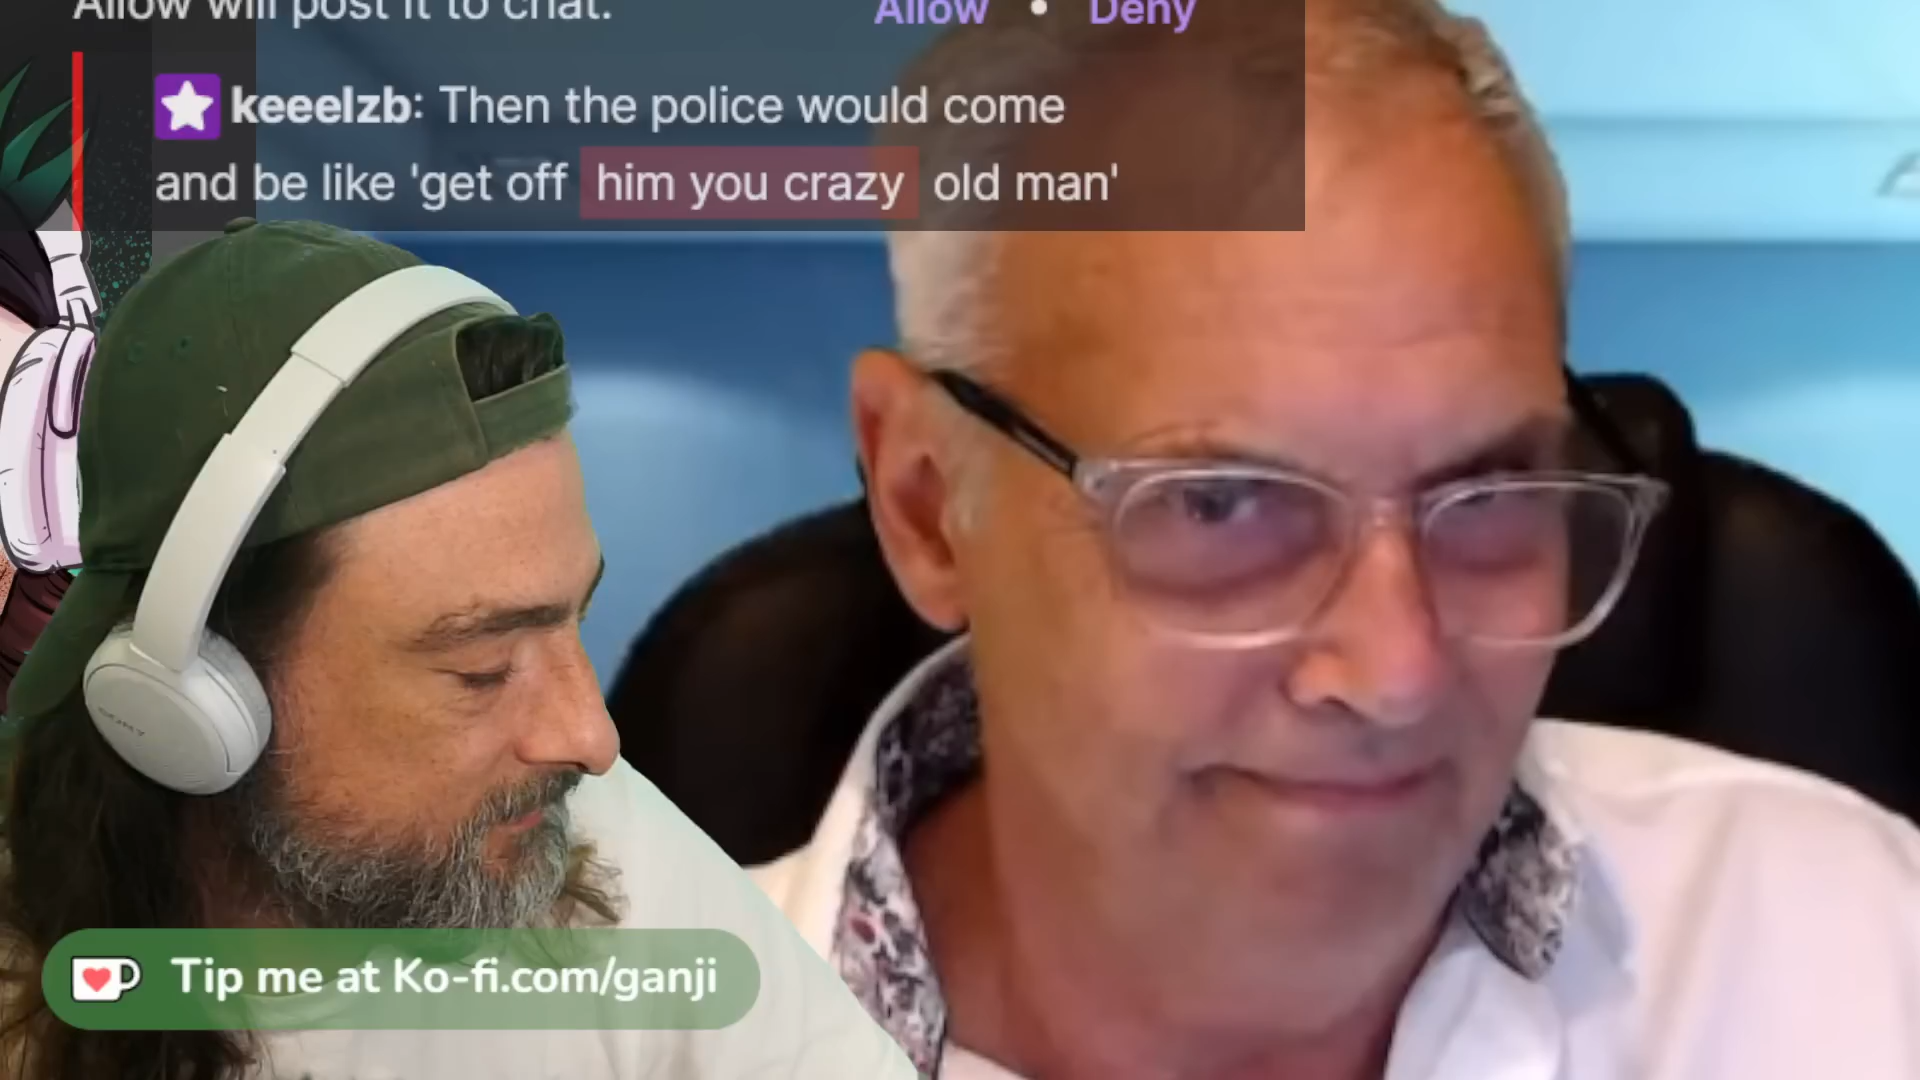 Allow will post it to chat.
Allow • Deny
keeelzb: Then the police would come
and be like 'get off him you crazy old man'
SONY
Tip me at Ko-fi.com/ganji